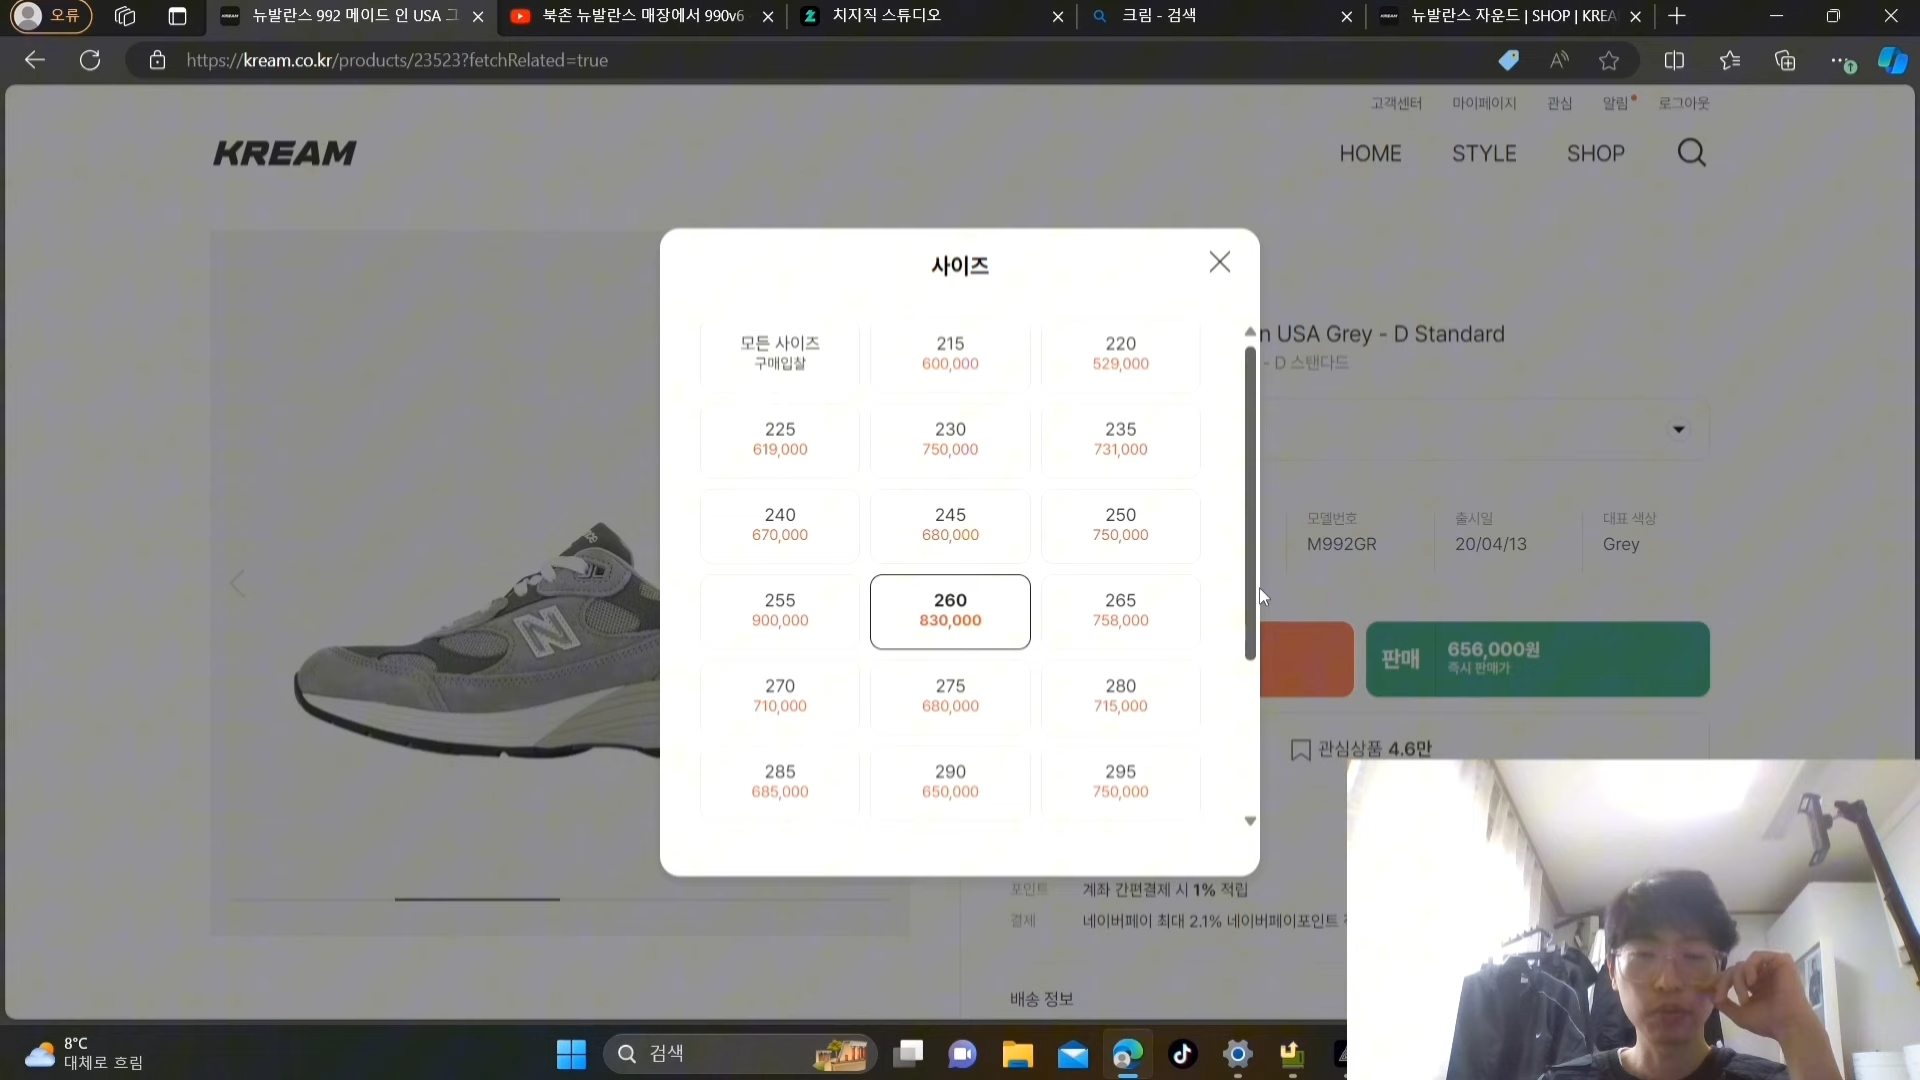 오류
뉴발란스 992 메이드 인 USA 그
북촌 뉴발란스 매장에서 990v6
치지직 스튜디오
크림 - 검색
뉴발란스 자운드 | SHOP | KREA
https://kream.co.kr/products/23523?fetchRelated=true
고객센터 마이페이지 관심 알림 로그아웃
KREAM
HOME STYLE SHOP
사이즈
n USA Grey - D Standard
- D 스탠다드
모든 사이즈
구매입찰
215
600,000
220
529,000
225
619,000
230
750,000
235
731,000
240
670,000
245
680,000
250
750,000
255
900,000
260
830,000
265
758,000
270
710,000
275
680,000
280
715,000
285
685,000
290
650,000
295
750,000
모델번호
M992GR
출시일
20/04/13
대표 색상
Grey
판매
656,000원
즉시 판매가
관심상품 4.6만
포인트 계좌 간편결제 시 1% 적립
결제 네이버페이 최대 2.1% 네이버페이포인트
배송 정보
8°C
대체로 흐림
검색